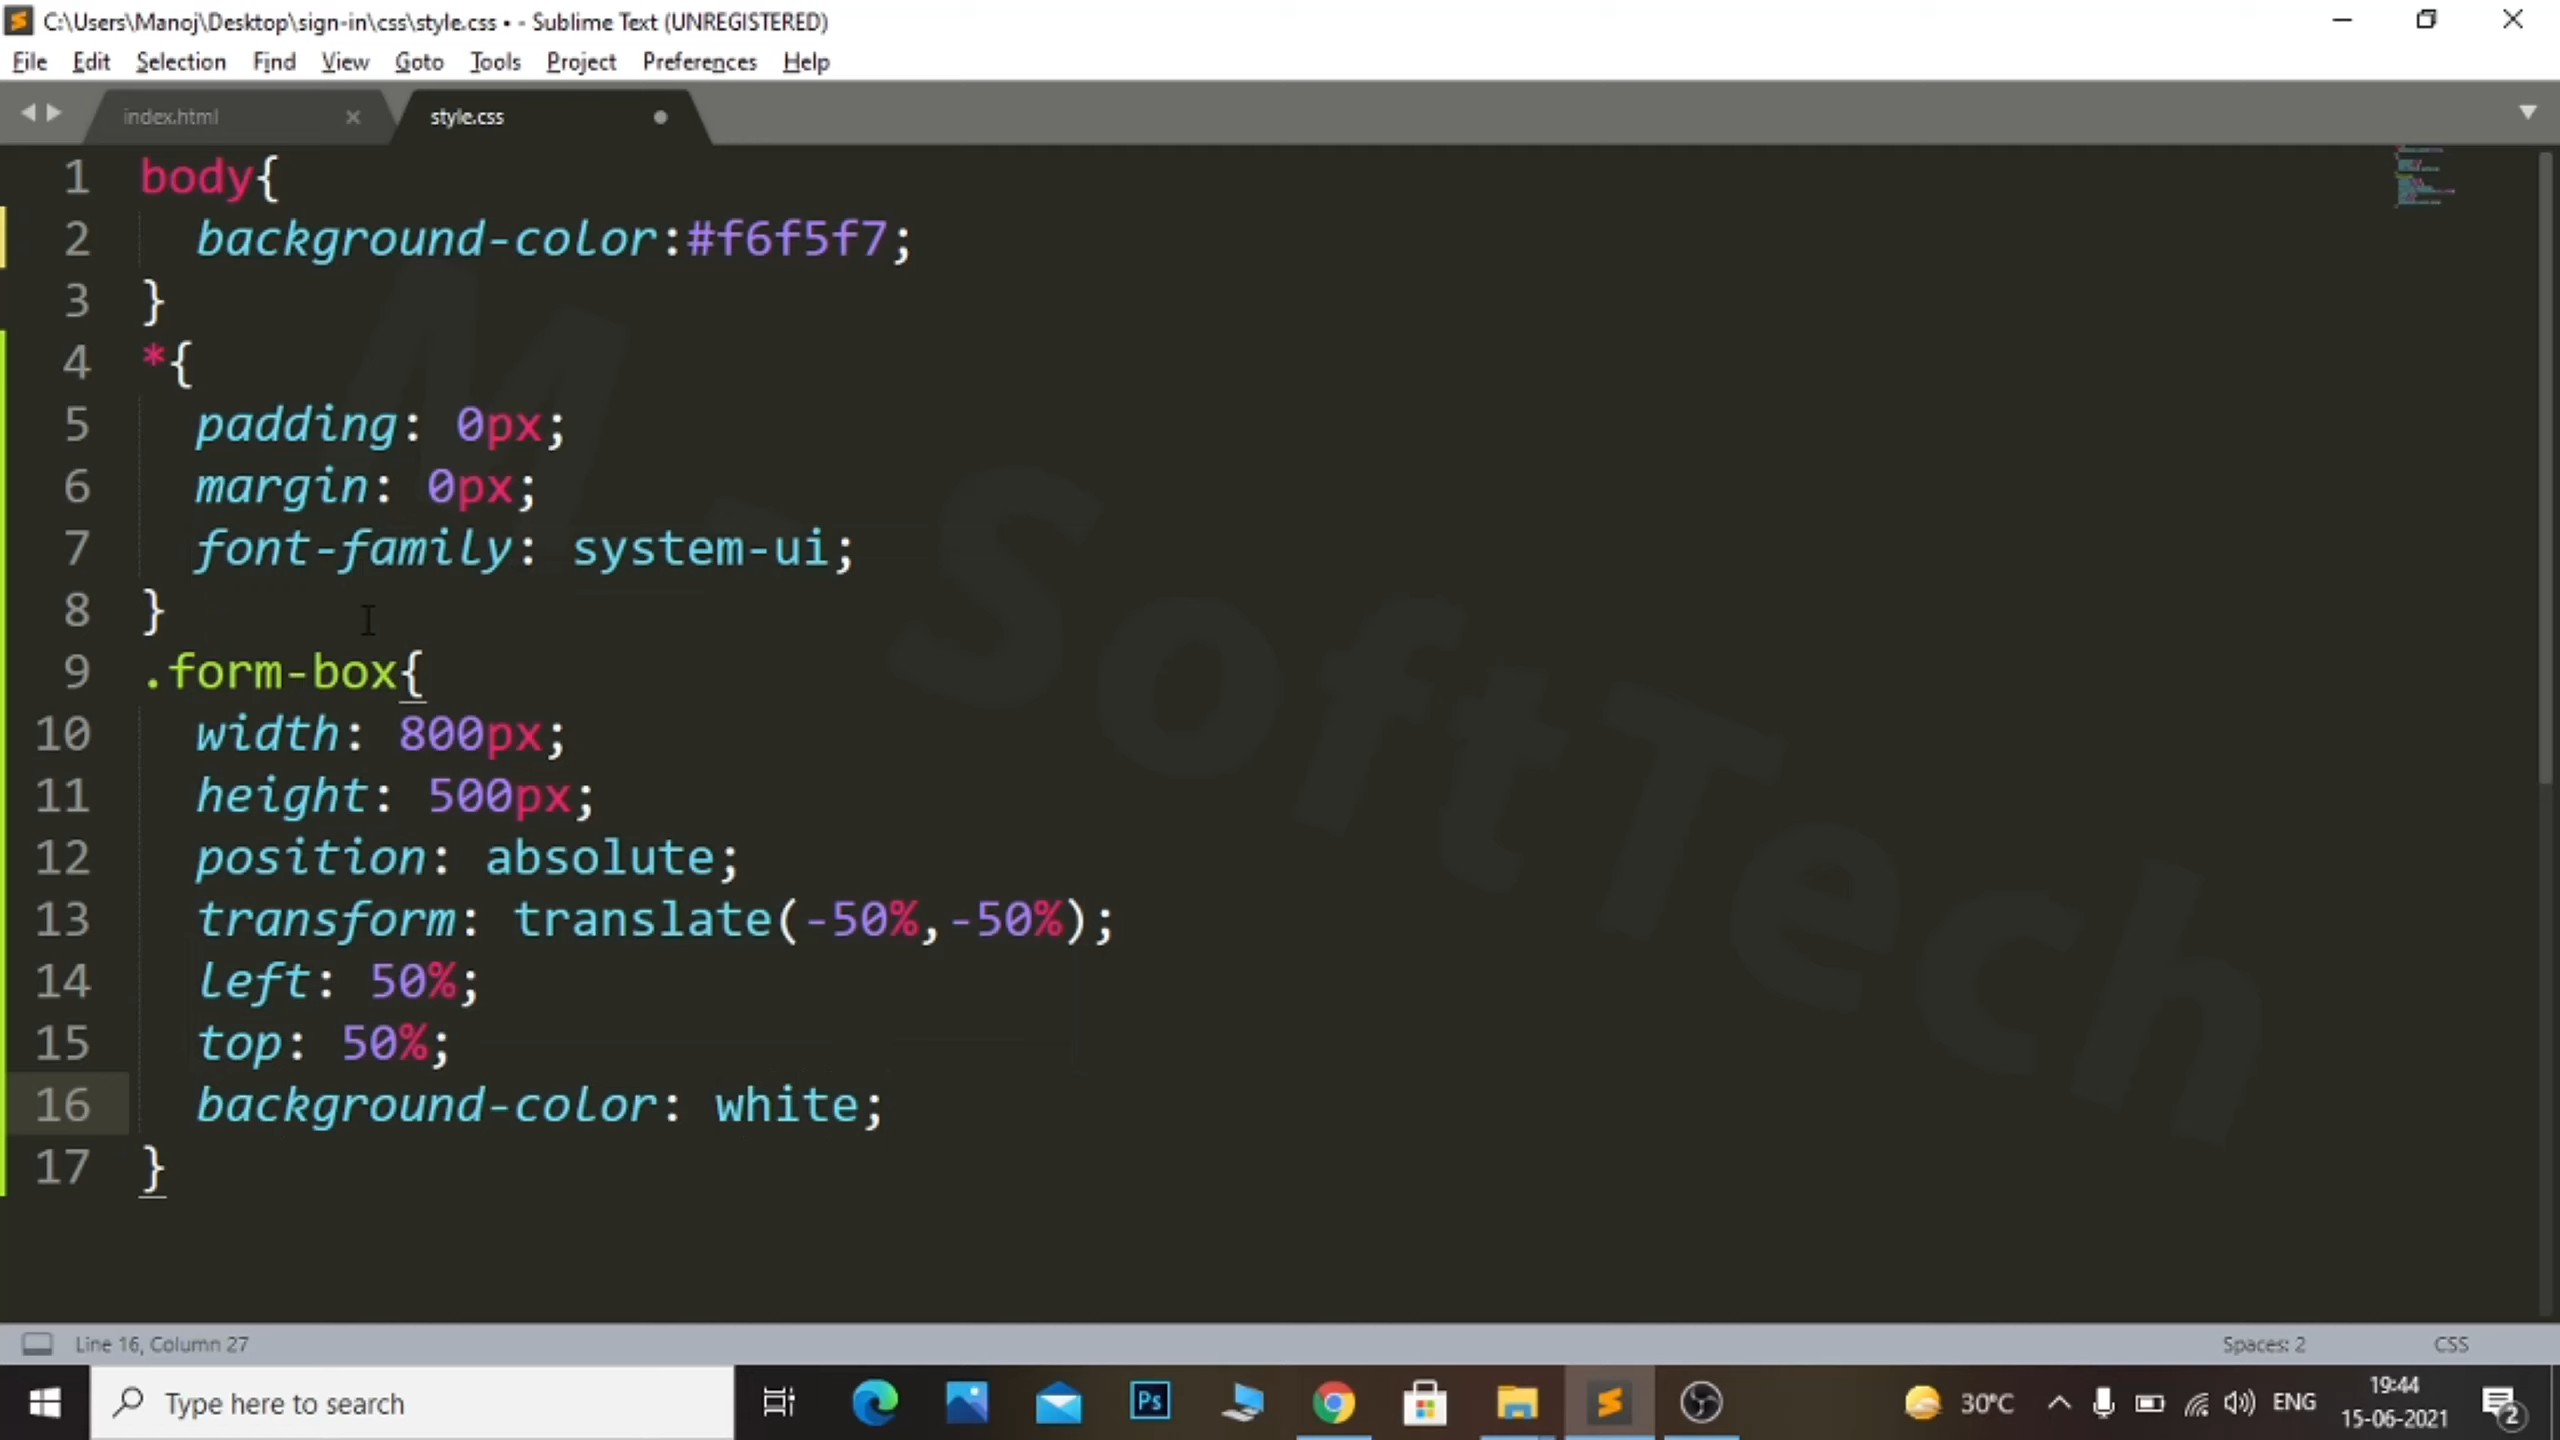 C:\Users\Manoj\Desktop\sign-in\css\style.css • - Sublime Text (UNREGISTERED)
File Edit Selection Find View Goto Tools Project Preferences Help
index.html
style.css
1 body{
2 background-color:#f6f5f7;
3 }
4 *{
5 padding: 0px;
6 margin: 0px;
7 font-family: system-ui;
8 }
9 .form-box{
10 width: 800px;
11 height: 500px;
12 position: absolute;
13 transform: translate(-50%,-50%);
14 left: 50%;
15 top: 50%;
16 background-color: white;
17 }
M-SoftTech
Line 16, Column 27
Spaces: 2
CSS
Type here to search
Ps
30°C
ENG
19:44
15-06-2021
2